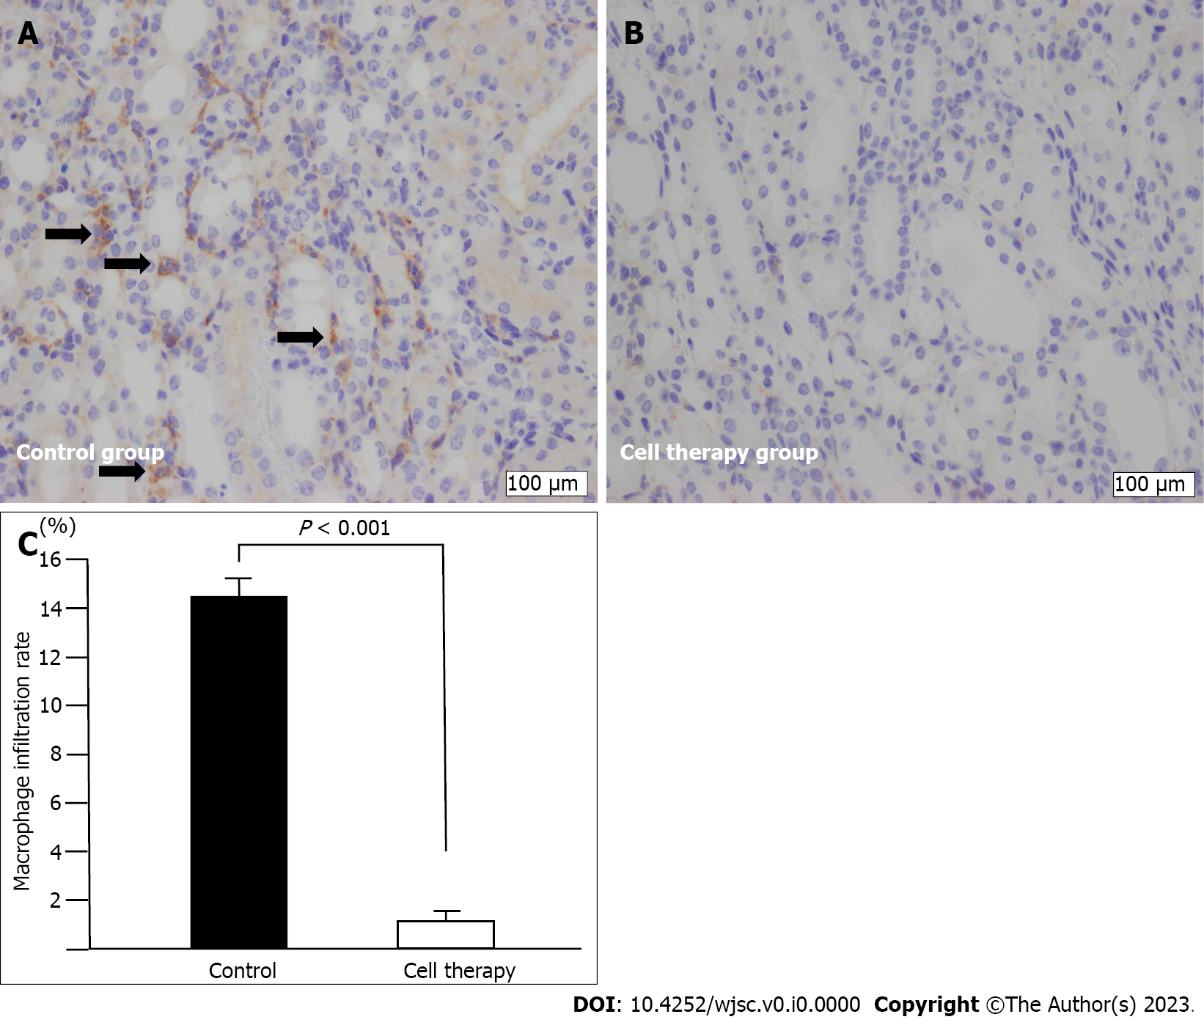 A
Control group
100 µm
B
Cell therapy group
100 µm
C
(%)
P < 0.001
16
14
12
10
8
6
4
2
Macrophage infiltration rate
Control
Cell therapy
DOI: 10.4252/wjsc.v0.i0.0000 Copyright ©The Author(s) 2023.